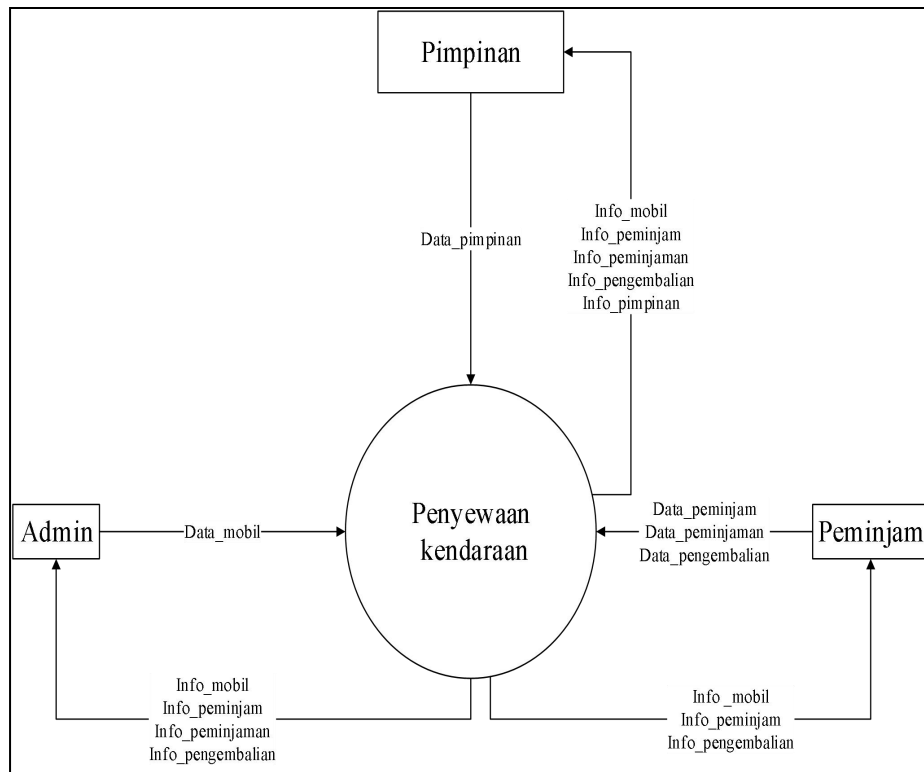 Pimpinan
Data_pimpinan
Info_mobil
Info_peminjam
Info_peminjaman
Info_pengembalian
Info_pimpinan
Admin
Data_mobil
Penyewaan
kendaraan
Data_peminjam
Data_peminjaman
Data_pengembalian
Peminjam
Info_mobil
Info_peminjam
Info_peminjaman
Info_pengembalian
Info _mobil
Info_peminjam
Info_pengembalian